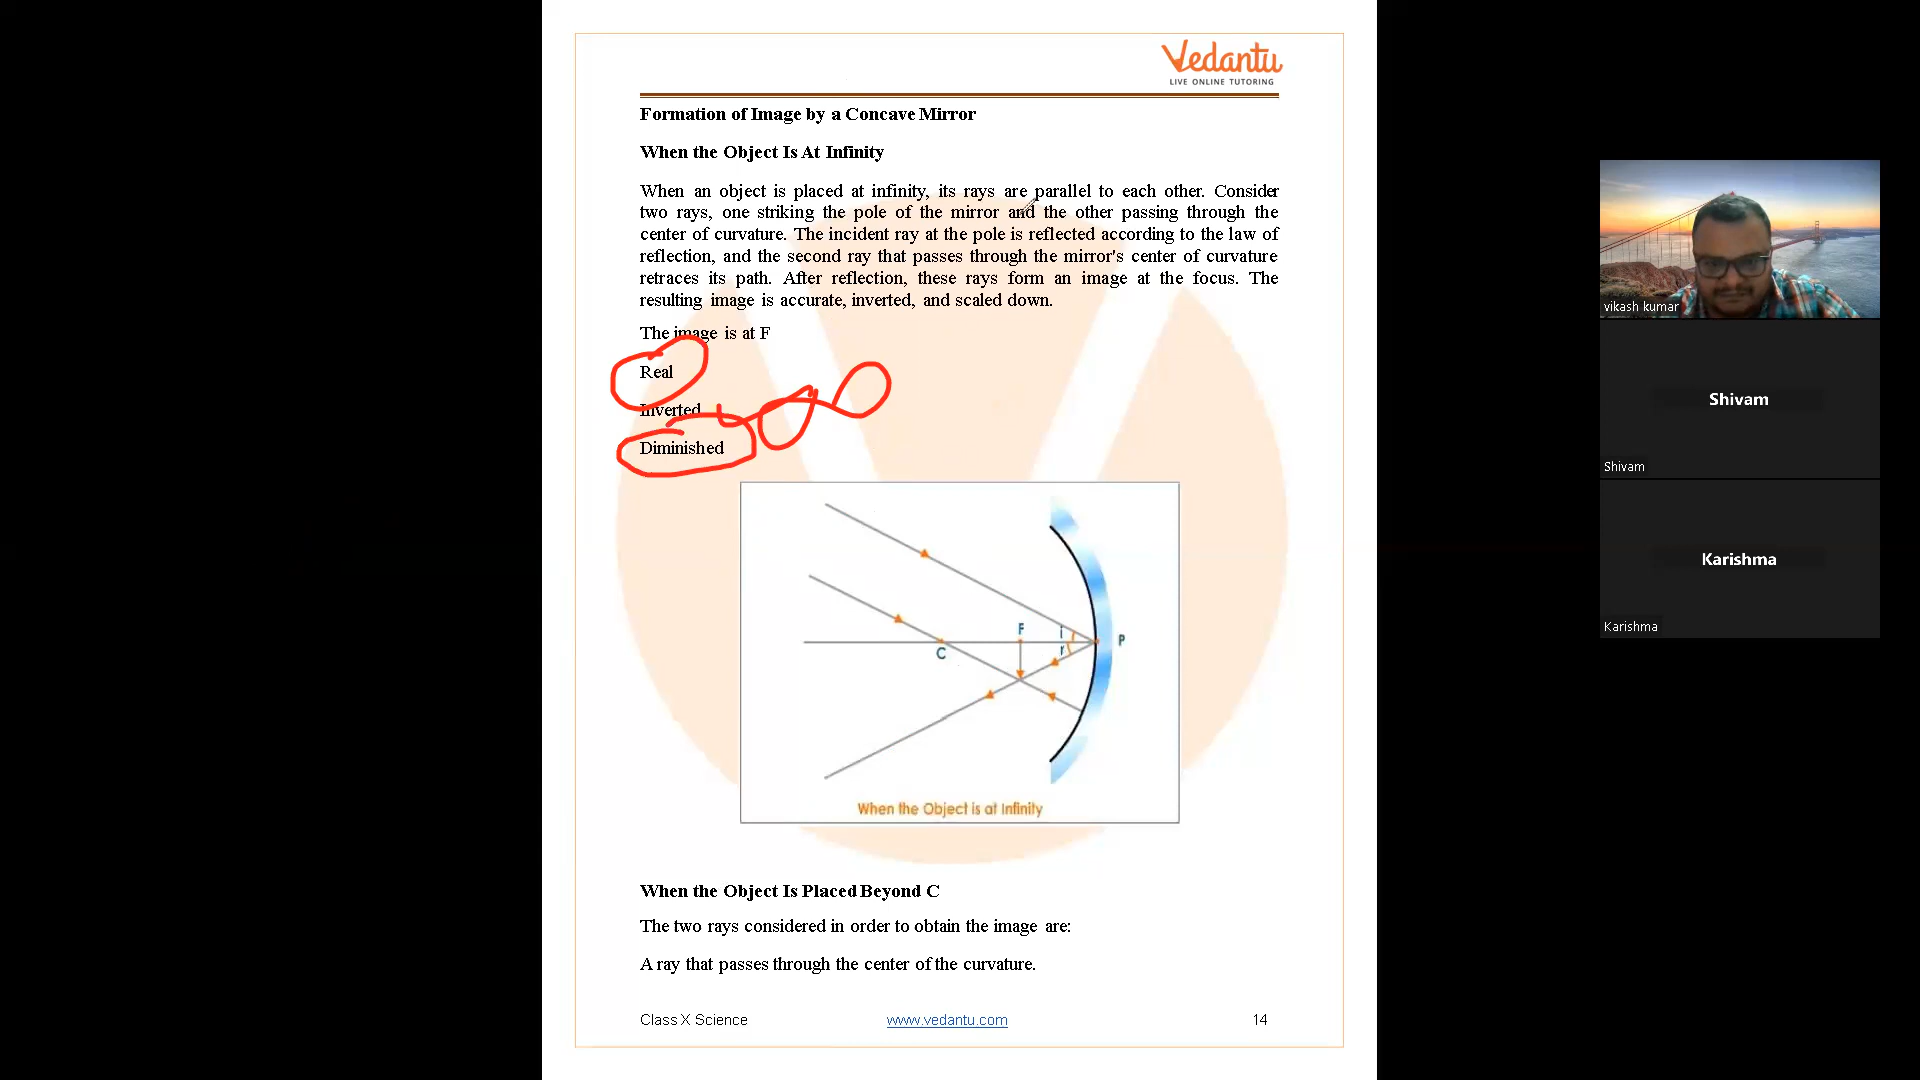 Vedantu
LIVE ONLINE TUTORING
Formation of Image by a Concave Mirror
When the Object Is At Infinity
When an object is placed at infinity, its rays are parallel to each other. Consider
two rays, one striking the pole of the mirror and the other passing through the
center of curvature. The incident ray at the pole is reflected according to the law of
reflection, and the second ray that passes through the mirror's center of curvature
retraces its path. After reflection, these rays form an image at the focus. The
resulting image is accurate, inverted, and scaled down.
The image is at F
Real
Inverted
Diminished
F
i
C
r
P
When the Object is at Infinity
When the Object Is Placed Beyond C
The two rays considered in order to obtain the image are:
A ray that passes through the center of the curvature.
Class X Science
www.vedantu.com
14
vikash kumar
Shivam
Shivam
Karishma
Karishma